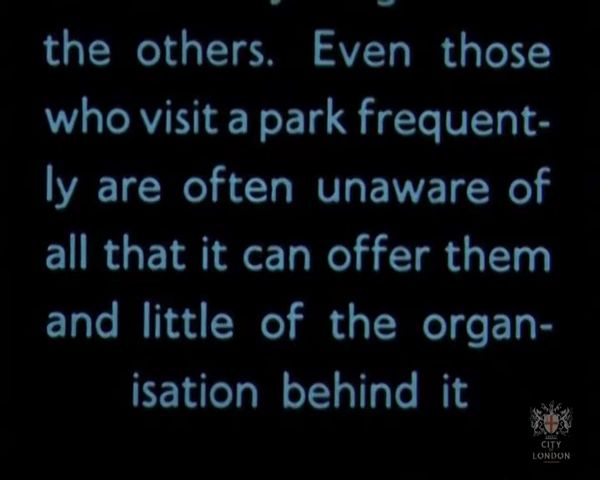 the others. Even those
who visit a park frequent-
ly are often unaware of
all that it can offer them
and little of the organ-
isation behind it
CITY
OF
LONDON